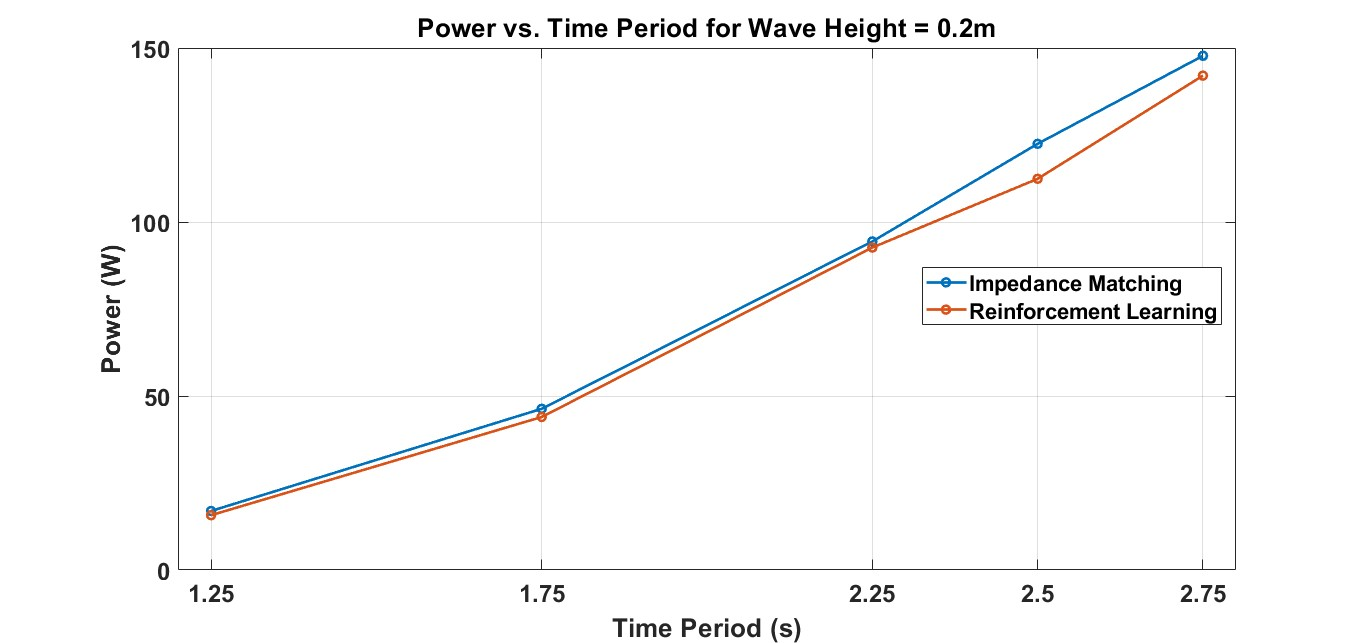 Power vs. Time Period for Wave Height = 0.2m
150
100
50
0
Power (W)
Impedance Matching
Reinforcement Learning
1.25 1.75 2.25 2.5 2.75
Time Period (s)